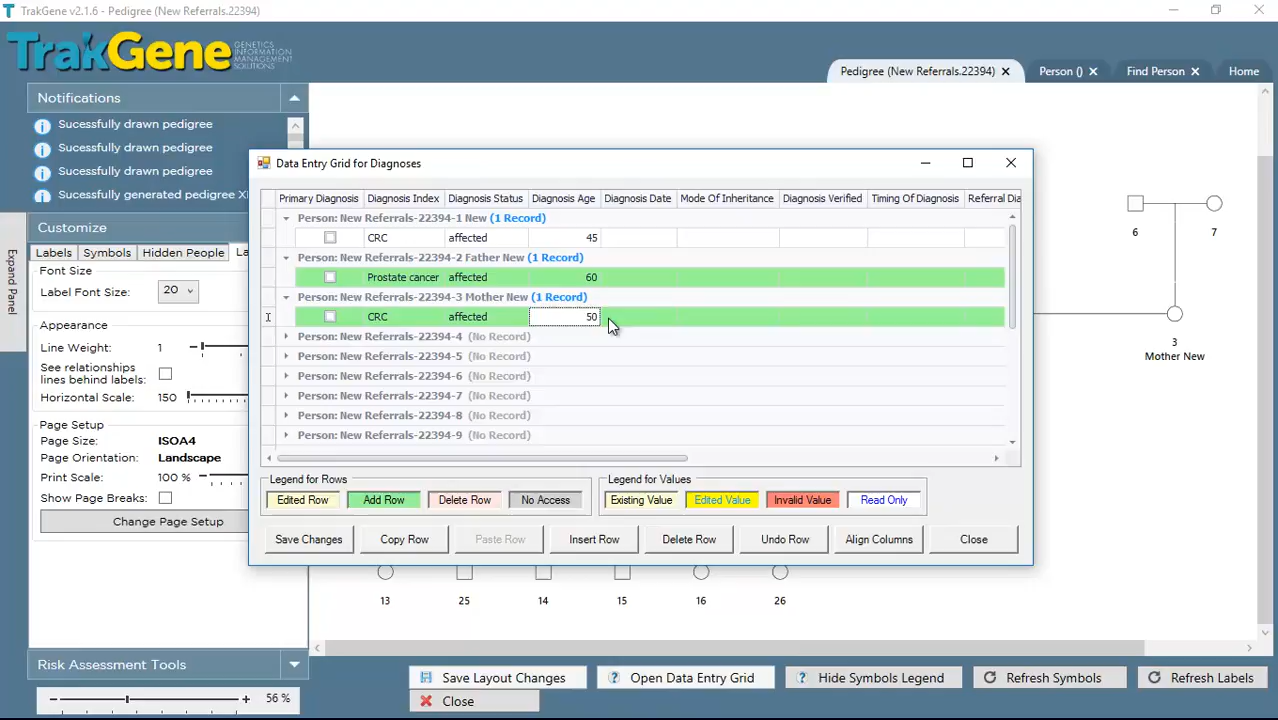 TrakGene v2.1.6 - Pedigree (New Referrals.22394)
TrakGene GENETICS INFORMATION MANAGEMENT SOLUTIONS
Pedigree (New Referrals.22394) Person () Find Person Home
Notifications
Sucessfully drawn pedigree
Sucessfully drawn pedigree
Sucessfully drawn pedigree
Sucessfully generated pedigree XI
Customize
Labels Symbols Hidden People La
Font Size
Label Font Size: 20
Appearance
Line Weight: 1
See relationships
lines behind labels:
Horizontal Scale: 150
Page Setup
Page Size: ISOA4
Page Orientation: Landscape
Print Scale: 100 %
Show Page Breaks:
Change Page Setup
Risk Assessment Tools
56 %
Expand Panel
Data Entry Grid for Diagnoses
Primary Diagnosis Diagnosis Index Diagnosis Status Diagnosis Age Diagnosis Date Mode Of Inheritance Diagnosis Verified Timing Of Diagnosis Referral Dia
Person: New Referrals-22394-1 New (1 Record)
CRC affected 45
Person: New Referrals-22394-2 Father New (1 Record)
Prostate cancer affected 60
Person: New Referrals-22394-3 Mother New (1 Record)
CRC affected 50
Person: New Referrals-22394-4 (No Record)
Person: New Referrals-22394-5 (No Record)
Person: New Referrals-22394-6 (No Record)
Person: New Referrals-22394-7 (No Record)
Person: New Referrals-22394-8 (No Record)
Person: New Referrals-22394-9 (No Record)
Legend for Rows Legend for Values
Edited Row Add Row Delete Row No Access Existing Value Edited Value Invalid Value Read Only
Save Changes Copy Row Paste Row Insert Row Delete Row Undo Row Align Columns Close
6 7
3
Mother New
13 25 14 15 16 26
Save Layout Changes Open Data Entry Grid Hide Symbols Legend Refresh Symbols Refresh Labels
Close